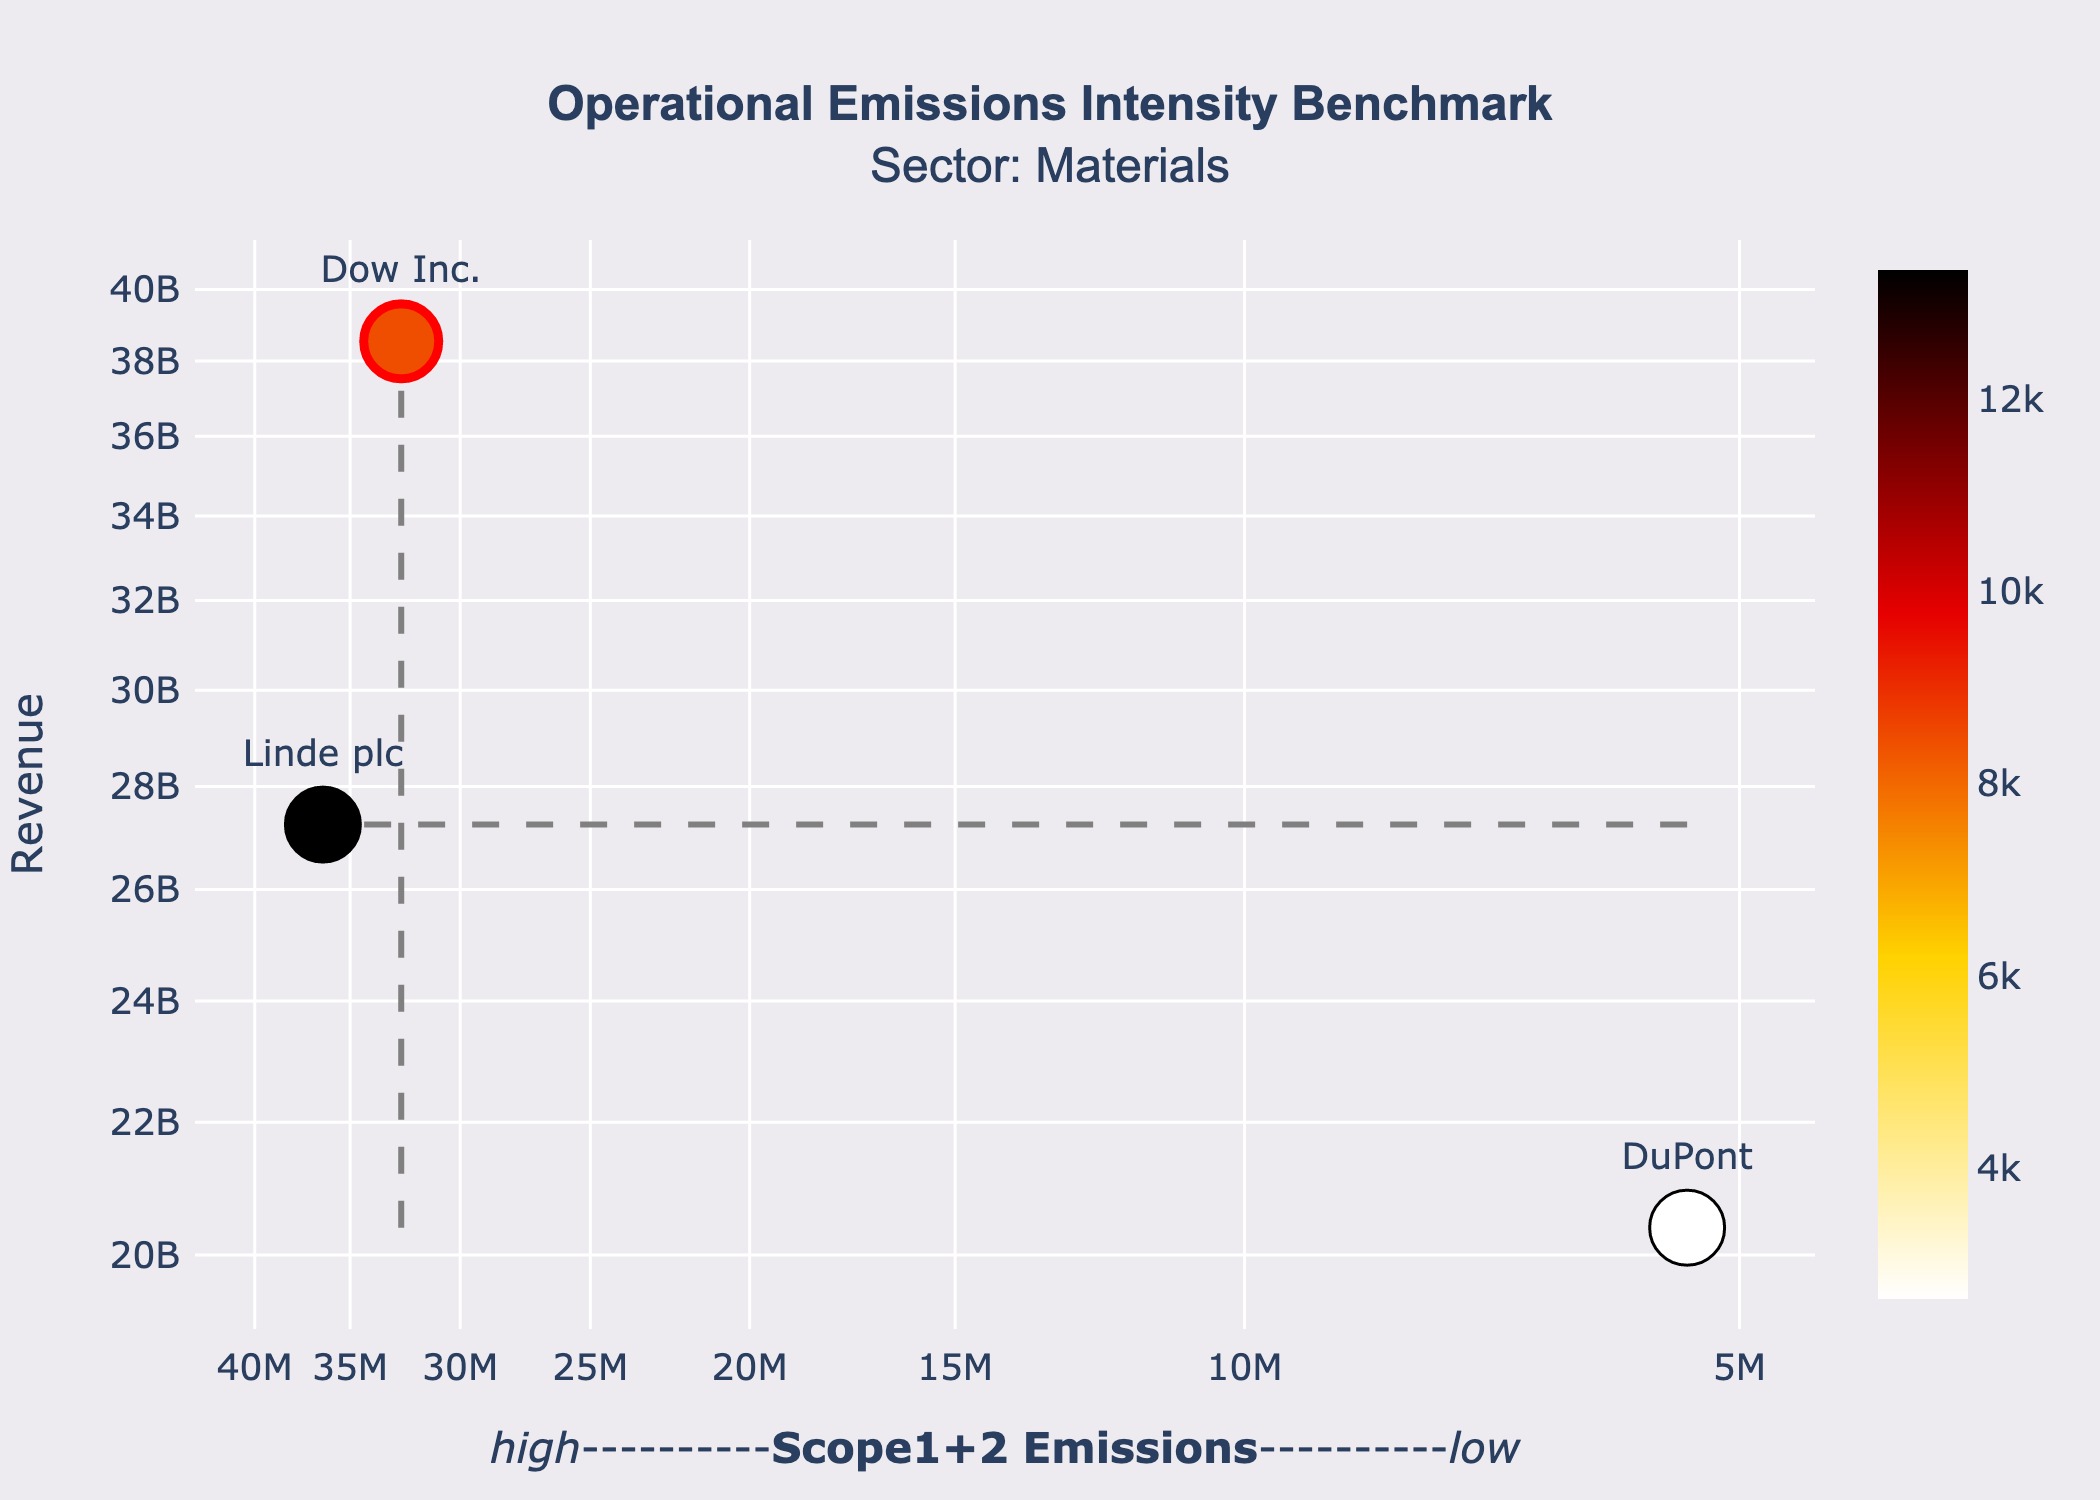 Operational Emissions Intensity Benchmark
Sector: Materials
Dow Inc.
Linde plc
DuPont
Revenue
40B
38B
36B
34B
32B
30B
28B
26B
24B
22B
20B
40M 35M 30M 25M 20M 15M 10M 5M
high----------Scope1+2 Emissions----------low
12k
10k
8k
6k
4k